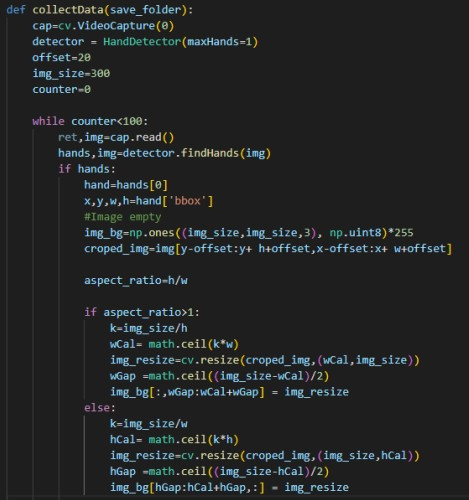 def collectData(save_folder):
    cap=cv.VideoCapture(0)
    detector = HandDetector(maxHands=1)
    offset=20
    img_size=300
    counter=0

    while counter<100:
        ret,img=cap.read()
        hands,img=detector.findHands(img)
        if hands:
            hand=hands[0]
            x,y,w,h=hand['bbox']
            #Image empty
            img_bg=np.ones((img_size,img_size,3), np.uint8)*255
            croped_img=img[y-offset:y+ h+offset,x-offset:x+ w+offset]

            aspect_ratio=h/w

            if aspect_ratio>1:
                k=img_size/h
                wCal= math.ceil(k*w)
                img_resize=cv.resize(croped_img,(wCal,img_size))
                wGap =math.ceil((img_size-wCal)/2)
                img_bg[:,wGap:wCal+wGap] = img_resize
            else:
                k=img_size/w
                hCal= math.ceil(k*h)
                img_resize=cv.resize(croped_img,(img_size,hCal))
                hGap =math.ceil((img_size-hCal)/2)
                img_bg[hGap:hCal+hGap,:] = img_resize